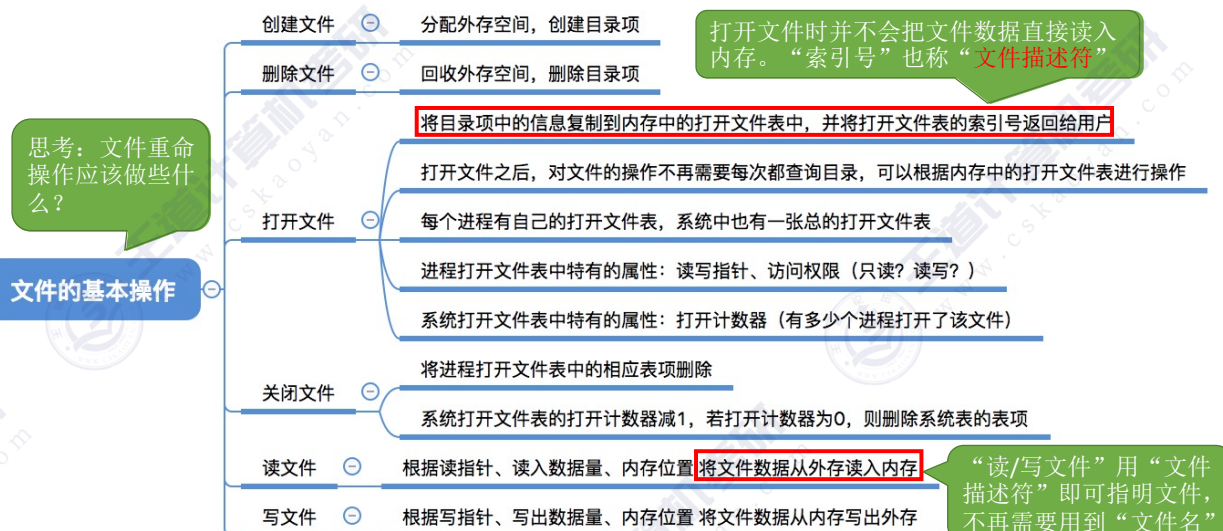 创建文件
分配外存空间，创建目录项
打开文件时并不会把文件数据直接读入
内存。“索引号”也称“文件描述符”
删除文件
回收外存空间，删除目录项
思考：文件重命
操作应该做些什
么？
将目录项中的信息复制到内存中的打开文件表中，并将打开文件表的索引号返回给用户
打开文件之后，对文件的操作不再需要每次都查询目录，可以根据内存中的打开文件表进行操作
打开文件
每个进程有自己的打开文件表，系统中也有一张总的打开文件表
进程打开文件表中特有的属性：读写指针、访问权限（只读？读写？）
文件的基本操作
系统打开文件表中特有的属性：打开计数器（有多少个进程打开了该文件）
关闭文件
将进程打开文件表中的相应表项删除
系统打开文件表的打开计数器减1，若打开计数器为0，则删除系统表的表项
读文件
根据读指针、读入数据量、内存位置 将文件数据从外存读入内存
“读/写文件”用“文件
描述符”即可指明文件，
不再需要用到“文件名”
写文件
根据写指针、写出数据量、内存位置 将文件数据从内存写出外存
王道计算机考研
www.cskaoyan.com